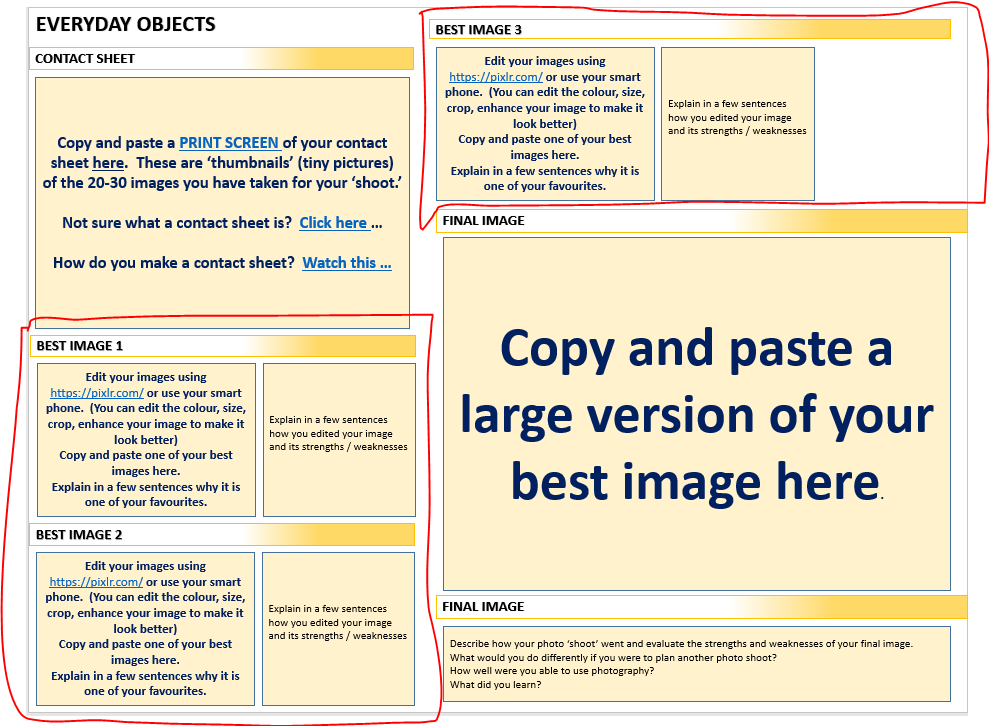 EVERYDAY OBJECTS
CONTACT SHEET
Copy and paste a PRINT SCREEN of your contact
sheet here.  These are ‘thumbnails’ (tiny pictures)
of the 20-30 images you have taken for your ‘shoot.’
Not sure what a contact sheet is?  Click here ...
How do you make a contact sheet?  Watch this ...
BEST IMAGE 1
Edit your images using
https://pixlr.com/ or use your smart
phone.  (You can edit the colour, size,
crop, enhance your image to make it
look better)
Copy and paste one of your best
images here.
Explain in a few sentences why it is
one of your favourites.
Explain in a few sentences
how you edited your image
and its strengths / weaknesses
BEST IMAGE 2
Edit your images using
https://pixlr.com/ or use your smart
phone.  (You can edit the colour, size,
crop, enhance your image to make it
look better)
Copy and paste one of your best
images here.
Explain in a few sentences why it is
one of your favourites.
Explain in a few sentences
how you edited your image
and its strengths / weaknesses
BEST IMAGE 3
Edit your images using
https://pixlr.com/ or use your smart
phone.  (You can edit the colour, size,
crop, enhance your image to make it
look better)
Copy and paste one of your best
images here.
Explain in a few sentences why it is
one of your favourites.
Explain in a few sentences
how you edited your image
and its strengths / weaknesses
FINAL IMAGE
Copy and paste a
large version of your
best image here.
FINAL IMAGE
Describe how your photo ‘shoot’ went and evaluate the strengths and weaknesses of your final image.
What would you do differently if you were to plan another photo shoot?
How well were you able to use photography?
What did you learn?